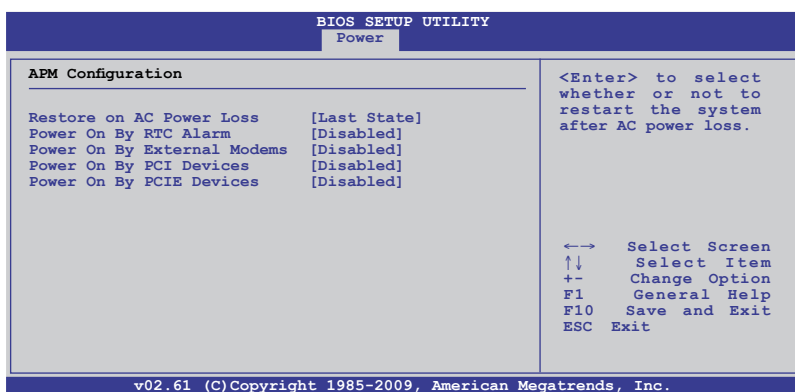 BIOS SETUP UTILITY
Power
APM Configuration
Restore on AC Power Loss [Last State]
Power On By RTC Alarm [Disabled]
Power On By External Modems [Disabled]
Power On By PCI Devices [Disabled]
Power On By PCIE Devices [Disabled]
<Enter> to select
whether or not to
restart the system
after AC power loss.
←→ Select Screen
↑↓ Select Item
+- Change Option
F1 General Help
F10 Save and Exit
ESC Exit
v02.61 (C)Copyright 1985-2009, American Megatrends, Inc.